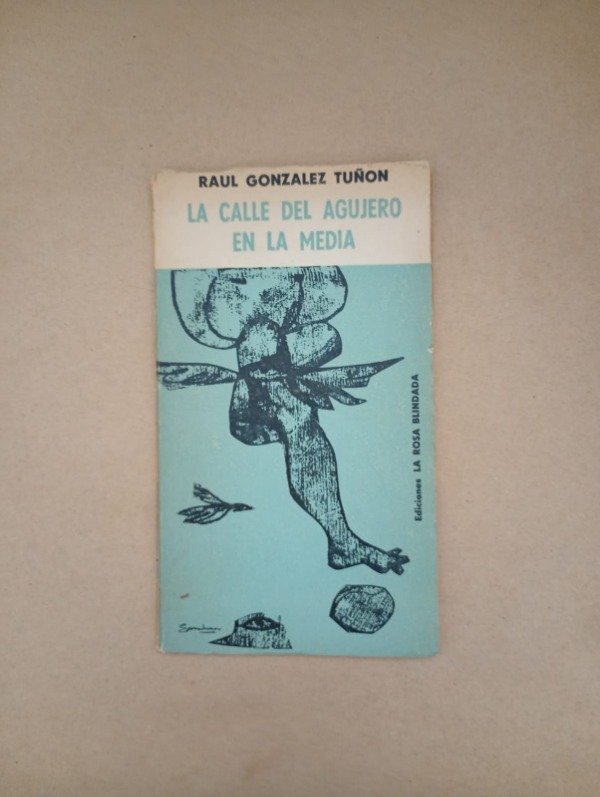 RAUL GONZALEZ TUÑON
LA CALLE DEL AGUJERO
EN LA MEDIA
Ediciones LA ROSA BLINDADA